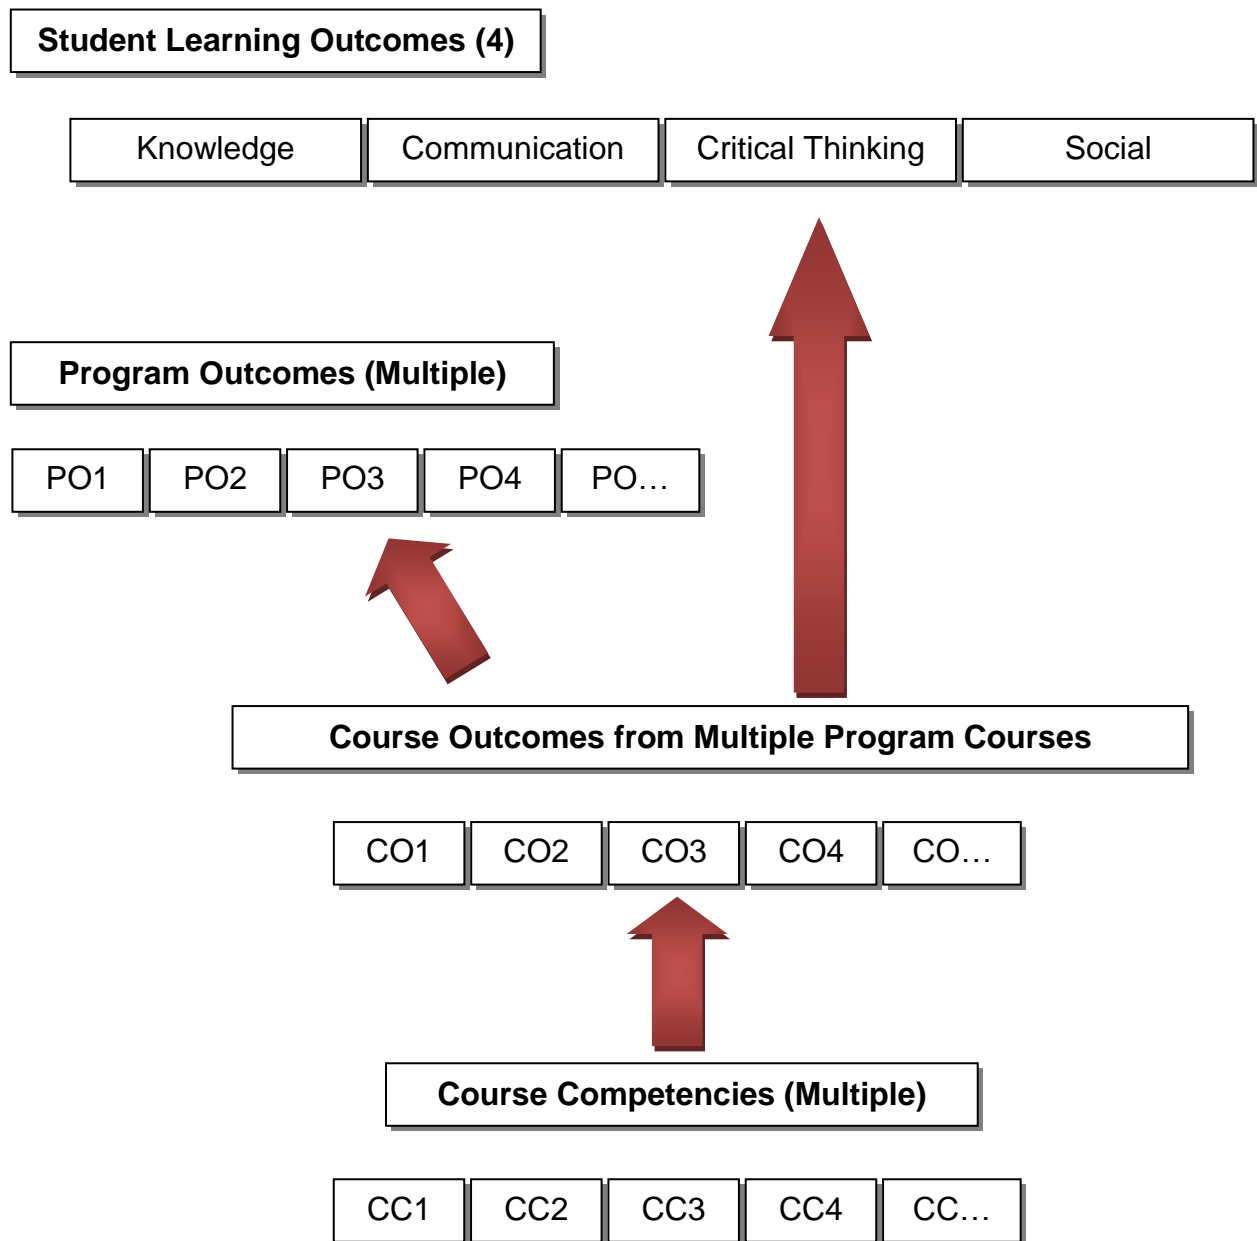 Student Learning Outcomes (4)
Knowledge Communication Critical Thinking Social
Program Outcomes (Multiple)
PO1 PO2 PO3 PO4 PO…
Course Outcomes from Multiple Program Courses
CO1 CO2 CO3 CO4 CO…
Course Competencies (Multiple)
CC1 CC2 CC3 CC4 CC…